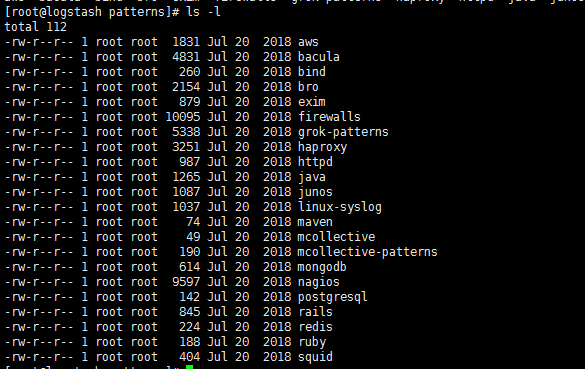 [root@logstash patterns]# ls -l
total 112
-rw-r--r-- 1 root root  1831 Jul 20  2018 aws
-rw-r--r-- 1 root root  4831 Jul 20  2018 bacula
-rw-r--r-- 1 root root   260 Jul 20  2018 bind
-rw-r--r-- 1 root root  2154 Jul 20  2018 bro
-rw-r--r-- 1 root root   879 Jul 20  2018 exim
-rw-r--r-- 1 root root 10095 Jul 20  2018 firewalls
-rw-r--r-- 1 root root  5338 Jul 20  2018 grok-patterns
-rw-r--r-- 1 root root  3251 Jul 20  2018 haproxy
-rw-r--r-- 1 root root   987 Jul 20  2018 httpd
-rw-r--r-- 1 root root  1265 Jul 20  2018 java
-rw-r--r-- 1 root root  1087 Jul 20  2018 junos
-rw-r--r-- 1 root root  1037 Jul 20  2018 linux-syslog
-rw-r--r-- 1 root root    74 Jul 20  2018 maven
-rw-r--r-- 1 root root    49 Jul 20  2018 mcollective
-rw-r--r-- 1 root root   190 Jul 20  2018 mcollective-patterns
-rw-r--r-- 1 root root   614 Jul 20  2018 mongodb
-rw-r--r-- 1 root root  9597 Jul 20  2018 nagios
-rw-r--r-- 1 root root   142 Jul 20  2018 postgresql
-rw-r--r-- 1 root root   845 Jul 20  2018 rails
-rw-r--r-- 1 root root   224 Jul 20  2018 redis
-rw-r--r-- 1 root root   188 Jul 20  2018 ruby
-rw-r--r-- 1 root root   404 Jul 20  2018 squid